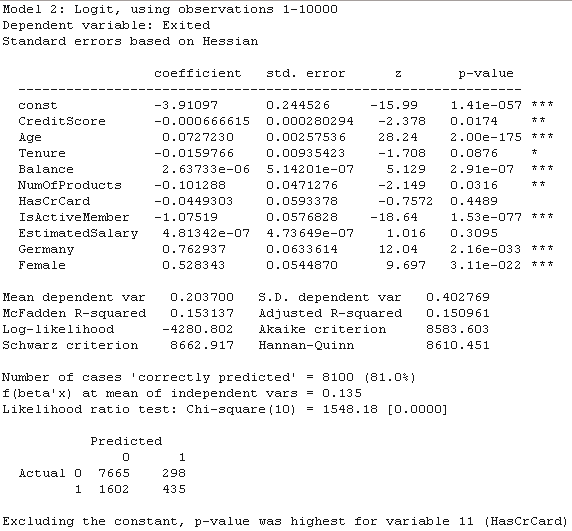 Model 2: Logit, using observations 1-10000
Dependent variable: Exited
Standard errors based on Hessian
coefficient std. error z p-value
---------------------------------------------------------------
const -3.91097 0.244526 -15.99 1.41e-057 ***
CreditScore -0.000666615 0.000280294 -2.378 0.0174 **
Age 0.0727230 0.00257536 28.24 2.00e-175 ***
Tenure -0.0159766 0.00935423 -1.708 0.0876 *
Balance 2.63733e-06 5.14201e-07 5.129 2.91e-07 ***
NumOfProducts -0.101288 0.0471276 -2.149 0.0316 **
HasCrCard -0.0449303 0.0593378 -0.7572 0.4489
IsActiveMember -1.07519 0.0576828 -18.64 1.53e-077 ***
EstimatedSalary 4.81342e-07 4.73649e-07 1.016 0.3095
Germany 0.762937 0.0633614 12.04 2.16e-033 ***
Female 0.528343 0.0544870 9.697 3.11e-022 ***
Mean dependent var 0.203700 S.D. dependent var 0.402769
McFadden R-squared 0.153137 Adjusted R-squared 0.150961
Log-likelihood -4280.802 Akaike criterion 8583.603
Schwarz criterion 8662.917 Hannan-Quinn 8610.451
Number of cases 'correctly predicted' = 8100 (81.0%)
f(beta'x) at mean of independent vars = 0.135
Likelihood ratio test: Chi-square(10) = 1548.18 [0.0000]
Predicted
0 1
Actual 0 7665 298
1 1602 435
Excluding the constant, p-value was highest for variable 11 (HasCrCard)